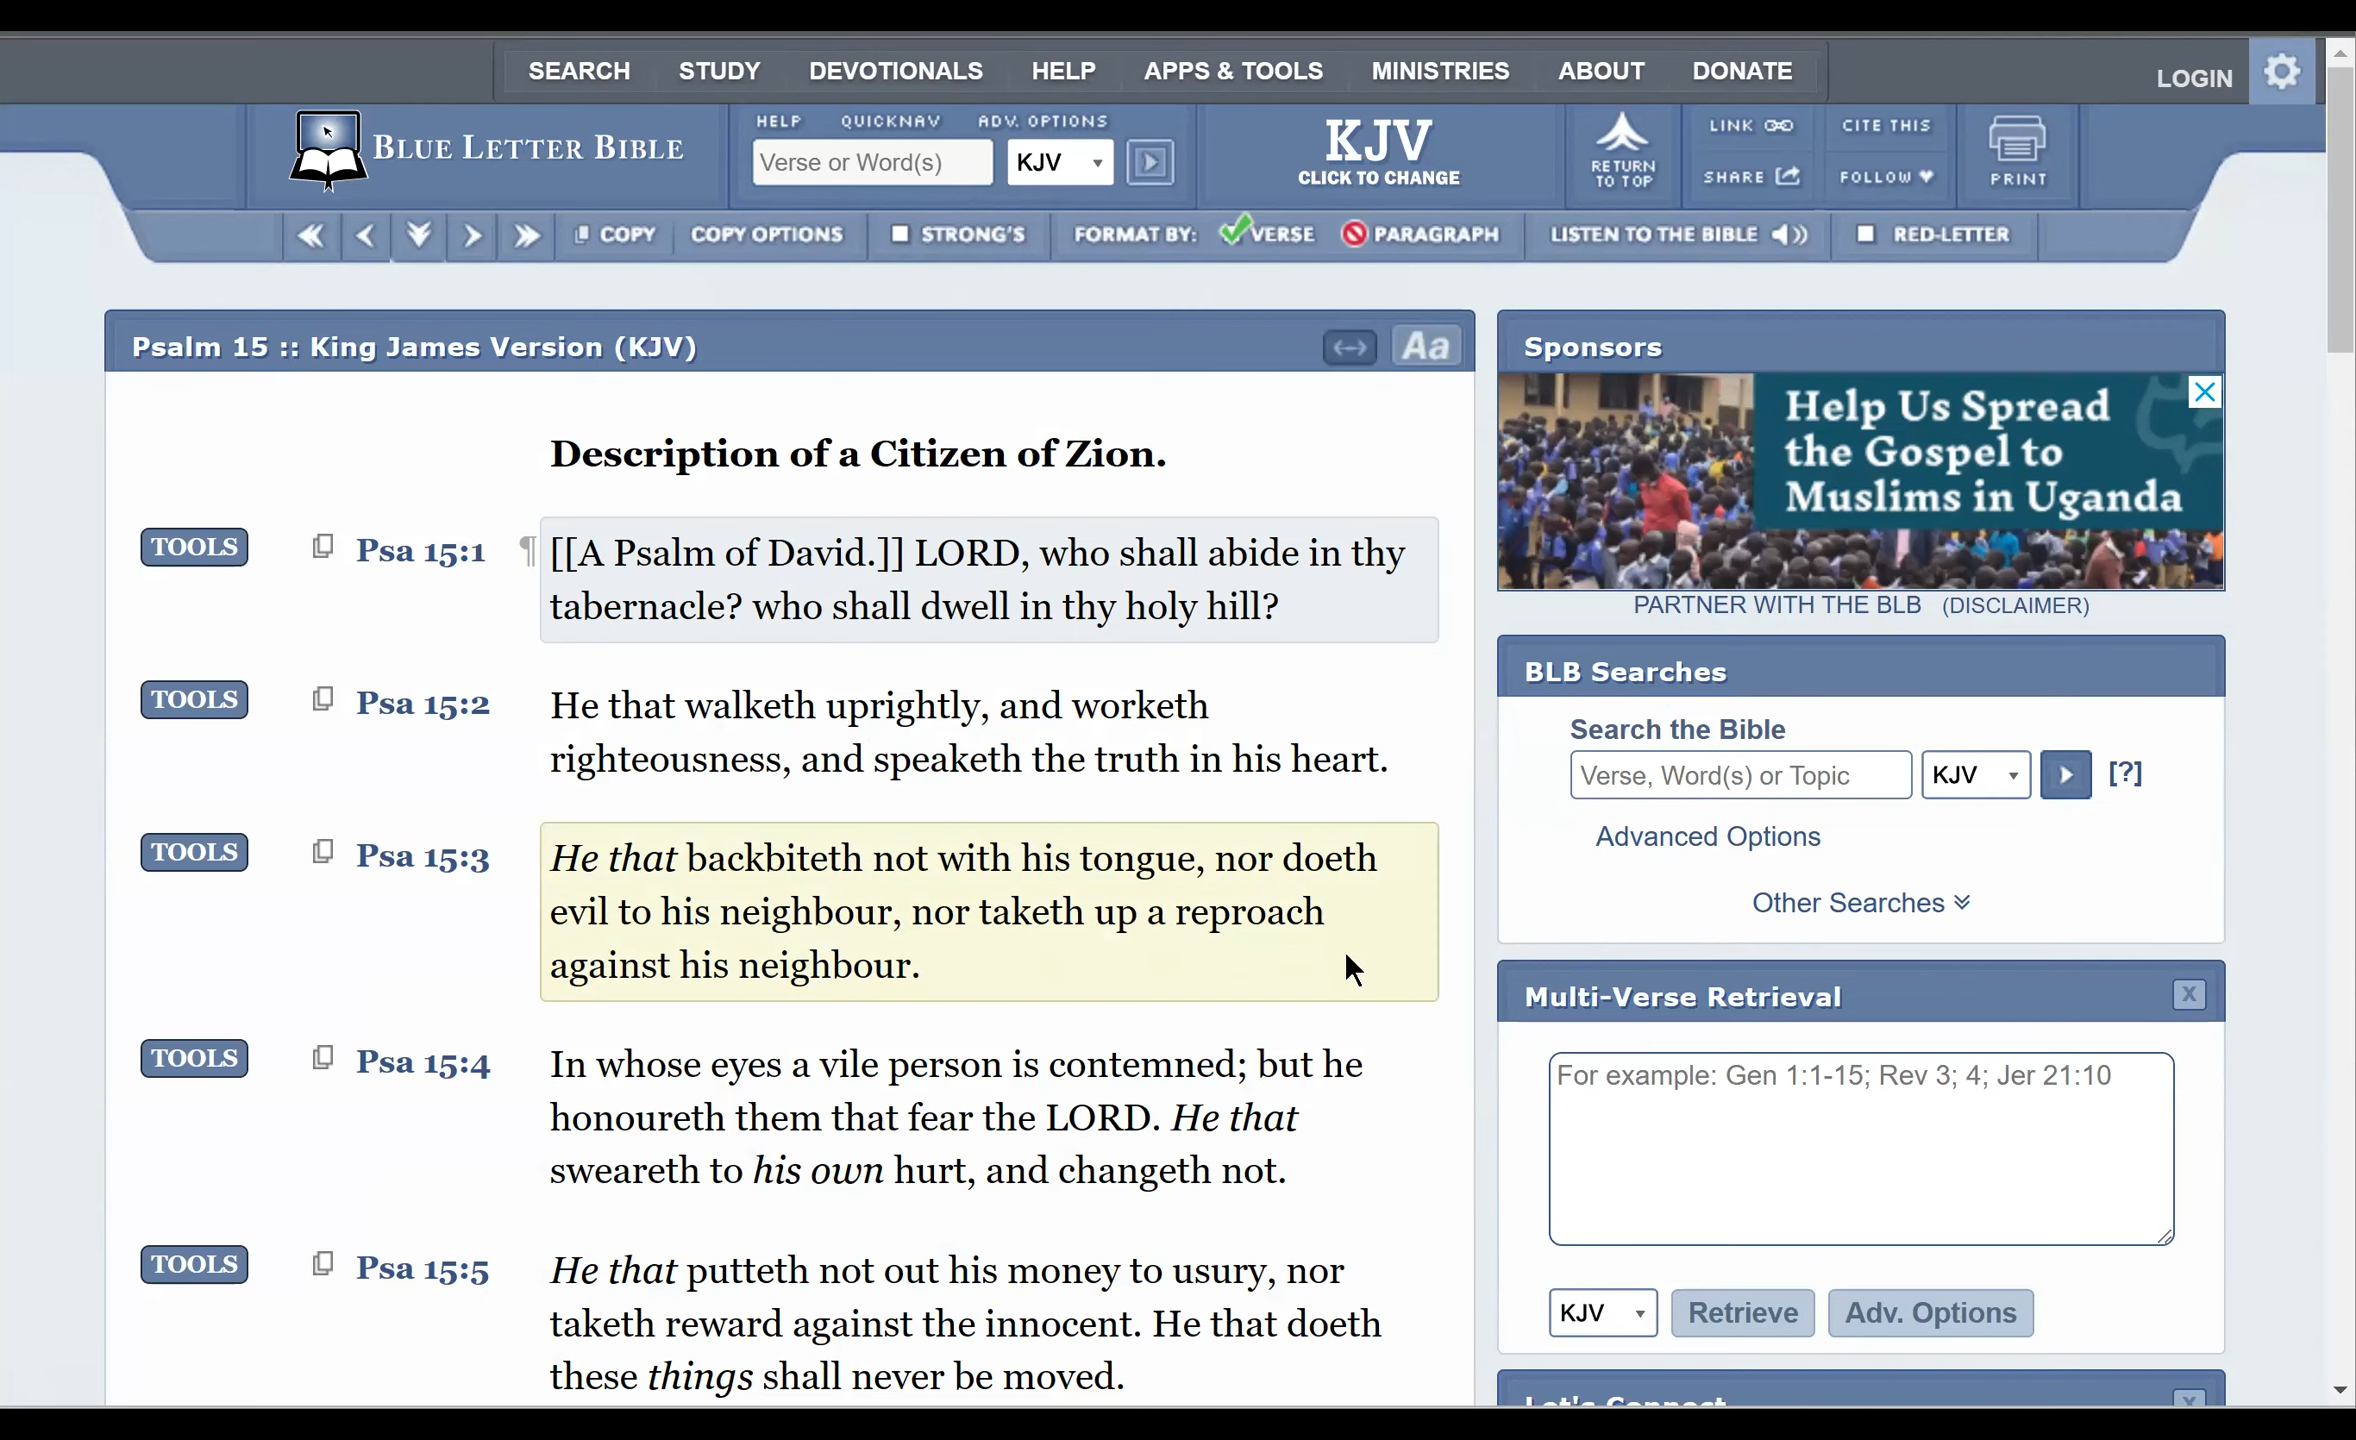 SEARCH STUDY DEVOTIONALS HELP APPS & TOOLS MINISTRIES ABOUT DONATE LOGIN
BLUE LETTER BIBLE
HELP QUICKNAV ADV. OPTIONS
Verse or Word(s) KJV
KJV
CLICK TO CHANGE
RETURN
TO TOP
LINK CITE THIS
SHARE FOLLOW
PRINT
COPY COPY OPTIONS STRONG'S FORMAT BY: VERSE PARAGRAPH LISTEN TO THE BIBLE RED-LETTER
Psalm 15 :: King James Version (KJV) Aa
Description of a Citizen of Zion.
TOOLS Psa 15:1 ¶ [[A Psalm of David.]] LORD, who shall abide in thy
tabernacle? who shall dwell in thy holy hill?
TOOLS Psa 15:2 He that walketh uprightly, and worketh
righteousness, and speaketh the truth in his heart.
TOOLS Psa 15:3 He that backbiteth not with his tongue, nor doeth
evil to his neighbour, nor taketh up a reproach
against his neighbour.
TOOLS Psa 15:4 In whose eyes a vile person is contemned; but he
honoureth them that fear the LORD. He that
sweareth to his own hurt, and changeth not.
TOOLS Psa 15:5 He that putteth not out his money to usury, nor
taketh reward against the innocent. He that doeth
these things shall never be moved.
Sponsors
Help Us Spread
the Gospel to
Muslims in Uganda
PARTNER WITH THE BLB (DISCLAIMER)
BLB Searches
Search the Bible
Verse, Word(s) or Topic KJV [?]
Advanced Options
Other Searches
Multi-Verse Retrieval X
For example: Gen 1:1-15; Rev 3; 4; Jer 21:10
KJV Retrieve Adv. Options
Let's Connect X